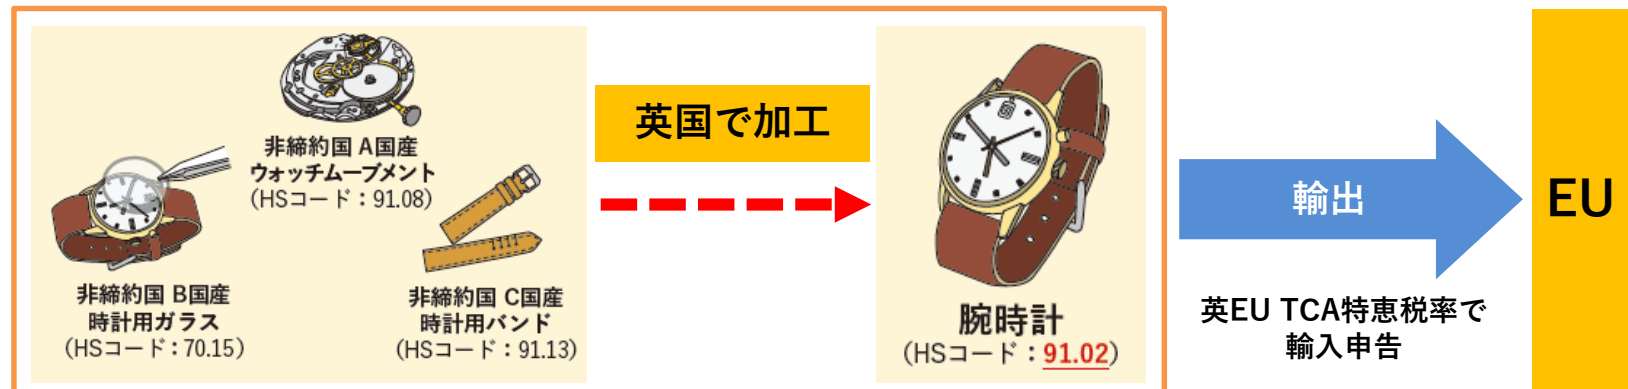 非締約国 A国産
ウォッチムーブメント
(HSコード：91.08)
非締約国 B国産
時計用ガラス
(HSコード：70.15)
非締約国 C国産
時計用バンド
(HSコード：91.13)
英国で加工
腕時計
(HSコード：91.02)
輸出
英EU TCA特恵税率で
輸入申告
EU